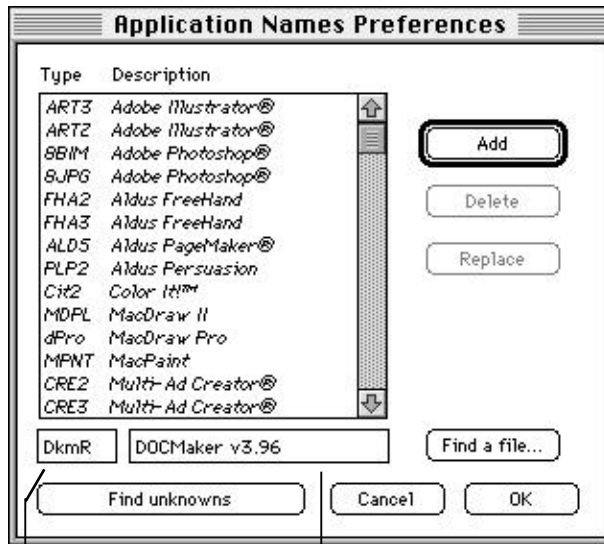 Application Names Preferences
Type Description
ART3 Adobe Illustrator®
ARTZ Adobe Illustrator®
8BIM Adobe Photoshop®
8JPG Adobe Photoshop®
FHA2 Aldus FreeHand
FHA3 Aldus FreeHand
ALD5 Aldus PageMaker®
PLP2 Aldus Persuasion
Cit2 Color It!™
MDPL MacDraw II
dPro MacDraw Pro
MPNT MacPaint
CRE2 Multi-Ad Creator®
CRE3 Multi-Ad Creator®
Add
Delete
Replace
DkmR DOCMaker v3.96
Find a file...
Find unknowns
Cancel
OK